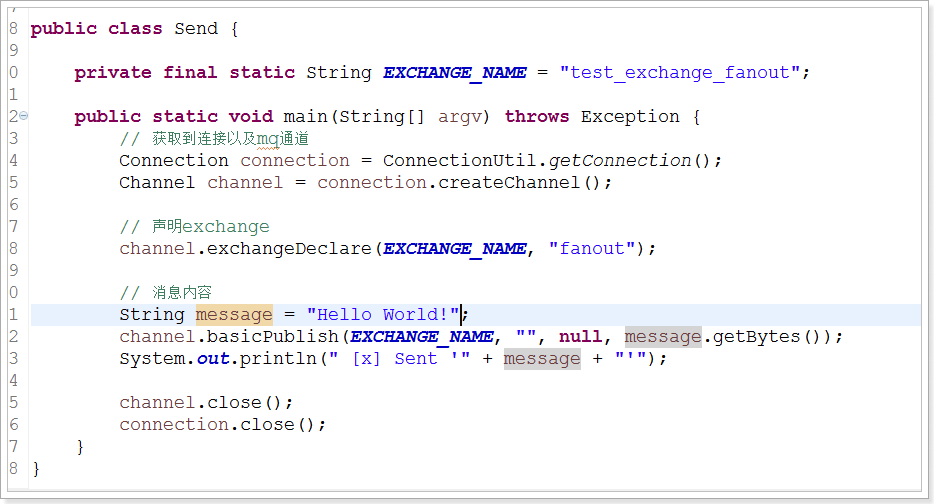 8 public class Send {
9
0     private final static String EXCHANGE_NAME = "test_exchange_fanout";
1
2     public static void main(String[] argv) throws Exception {
3         // 获取到连接以及mq通道
4         Connection connection = ConnectionUtil.getConnection();
5         Channel channel = connection.createChannel();
6
7         // 声明exchange
8         channel.exchangeDeclare(EXCHANGE_NAME, "fanout");
9
0         // 消息内容
1         String message = "Hello World!";
2         channel.basicPublish(EXCHANGE_NAME, "", null, message.getBytes());
3         System.out.println(" [x] Sent '" + message + "'");
4
5         channel.close();
6         connection.close();
7     }
8 }